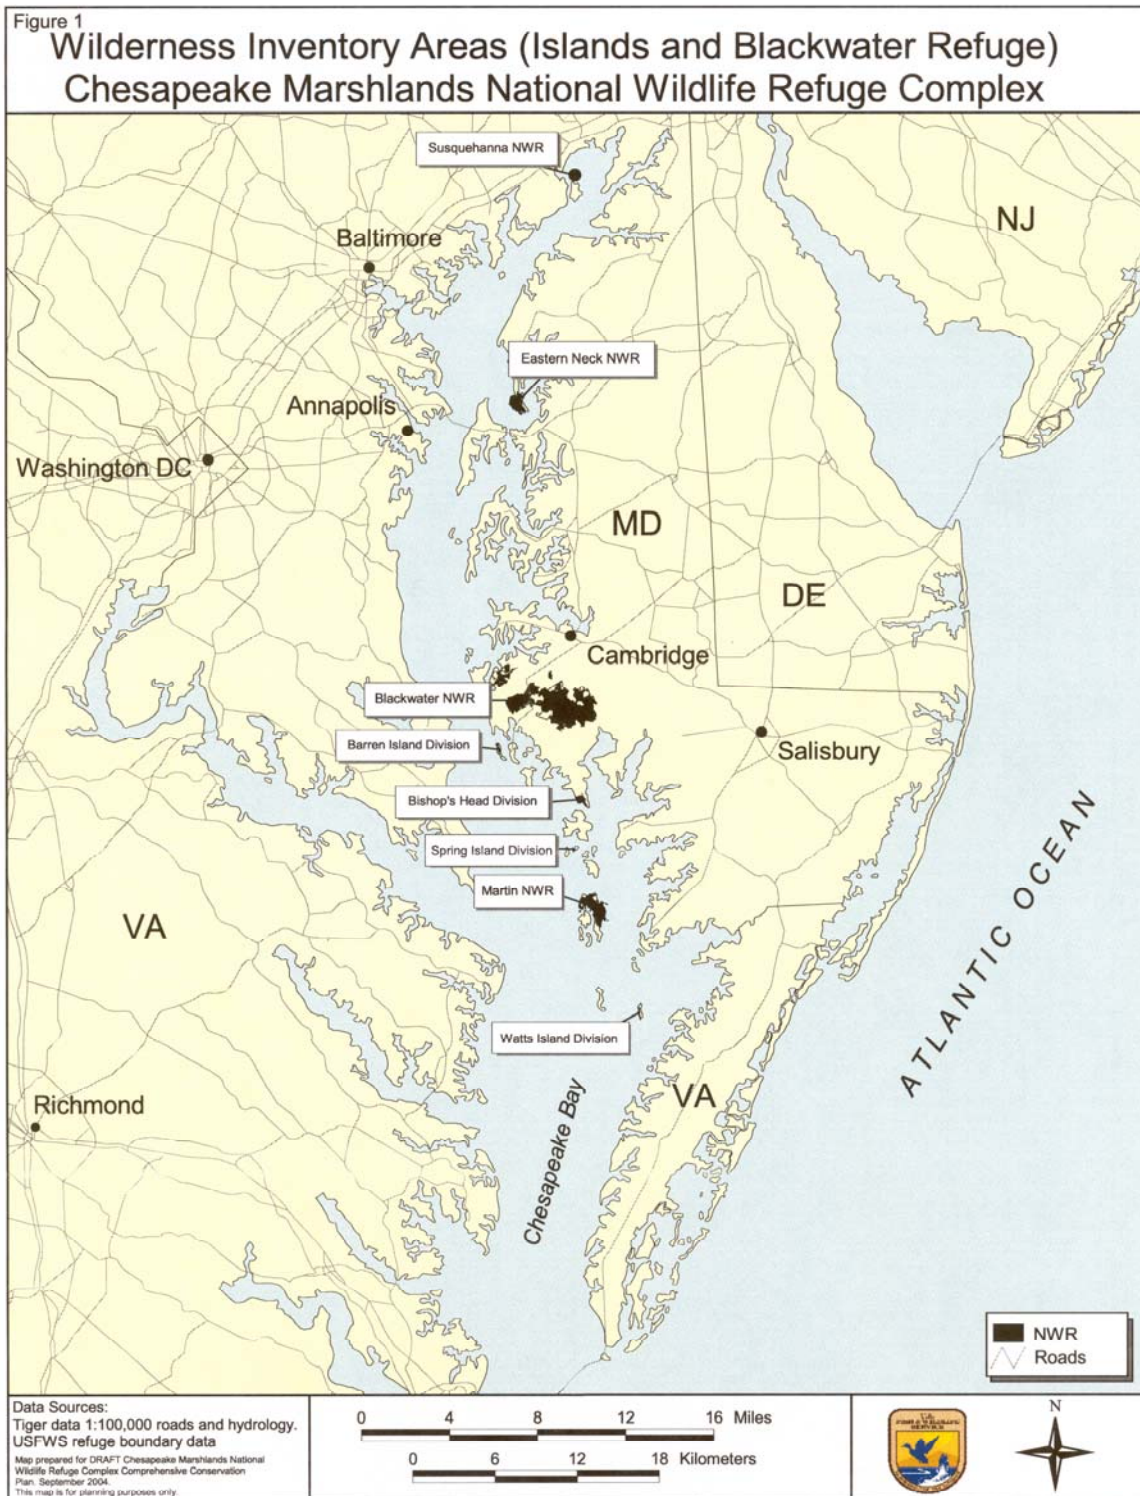 Figure 1
Wilderness Inventory Areas (Islands and Blackwater Refuge)
Chesapeake Marshlands National Wildlife Refuge Complex
Susquehanna NWR
NJ
Baltimore
Eastern Neck NWR
Annapolis
Washington DC
MD
DE
Cambridge
Blackwater NWR
Barren Island Division
Salisbury
Bishop's Head Division
Spring Island Division
Martin NWR
VA
ATLANTIC OCEAN
Watts Island Division
VA
Richmond
Chesapeake Bay
NWR
Roads
Data Sources:
Tiger data 1:100,000 roads and hydrology.
USFWS refuge boundary data
Map prepared for DRAFT Chesapeake Marshlands National
Wildlife Refuge Complex Comprehensive Conservation
Plan. September 2004.
This map is for planning purposes only.
0 4 8 12 16 Miles
0 6 12 18 Kilometers
FISH & WILDLIFE
SERVICE
N